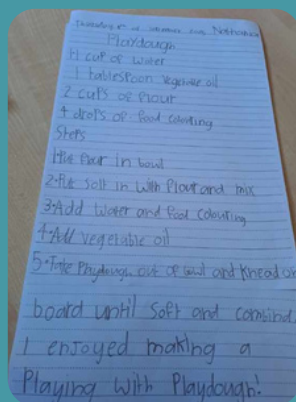 Playdough
1 cup of water
1 tablespoon vegetable oil
2 cups of flour
4 drops of food colouring
Steps
1. Put flour in bowl
2. Put Salt in with flour and mix
3. Add Water and food colouring
4. Add vegetable oil
5. Take Playdough out of bowl and Knead on
board until Soft and combind.
I enjoyed making a
Playing with Playdough!